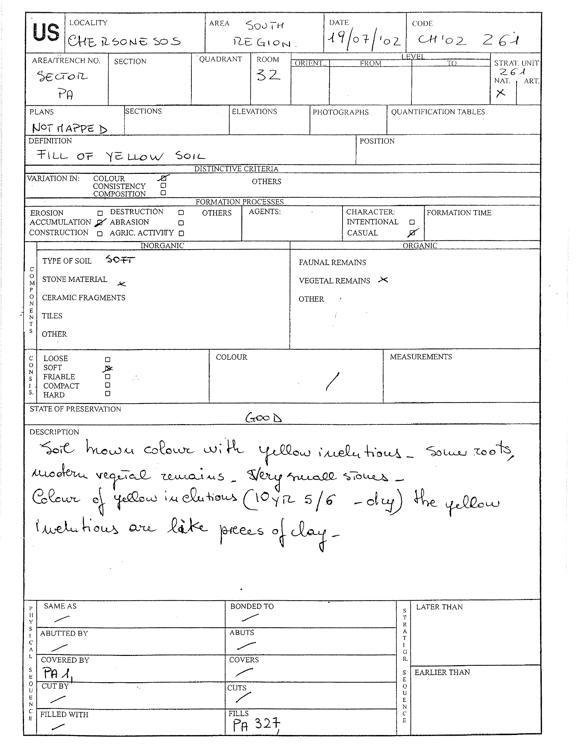 US
LOCALITY
CHERSONESOS
AREA SOUTH
REGION.
DATE
19/07/'02
CODE
CH'02 261
AREA/TRENCH NO.
SECTOR
PA
SECTION
QUADRANT
ROOM
32
LEVEL
ORIENT. FROM TO
STRAT. UNIT
261
NAT. ART.
x
PLANS
NOT MAPPED
SECTIONS
ELEVATIONS
PHOTOGRAPHS
QUANTIFICATION TABLES
DEFINITION
FILL OF YELLOW SOIL
POSITION
DISTINCTIVE CRITERIA
VARIATION IN: COLOUR
CONSISTENCY
COMPOSITION
OTHERS
FORMATION PROCESSES
EROSION DESTRUCTION OTHERS
ACCUMULATION ABRASION
CONSTRUCTION AGRIC. ACTIVITY
AGENTS:
CHARACTER:
INTENTIONAL
CASUAL
FORMATION TIME
COMPONENTS
INORGANIC
TYPE OF SOIL SOFT
STONE MATERIAL x
CERAMIC FRAGMENTS
TILES
OTHER
ORGANIC
FAUNAL REMAINS
VEGETAL REMAINS x
OTHER
CONSIS.
LOOSE
SOFT
FRIABLE
COMPACT
HARD
COLOUR
/
MEASUREMENTS
STATE OF PRESERVATION
GOOD
DESCRIPTION
Soil brown colour with yellow inclutions - Some roots,
modern vegetal remains - Very small stones -
Colour of yellow inclutions (10 yr 5/6 - dry) the yellow
inclutions are like pieces of clay -
PHYSICAL SEQUENCE
SAME AS
/
BONDED TO
/
ABUTTED BY
/
ABUTS
/
COVERED BY
PA 1,
COVERS
/
CUT BY
/
CUTS
/
FILLED WITH
/
FILLS
PA 327
STRATIGR. SEQUENCE
LATER THAN
EARLIER THAN